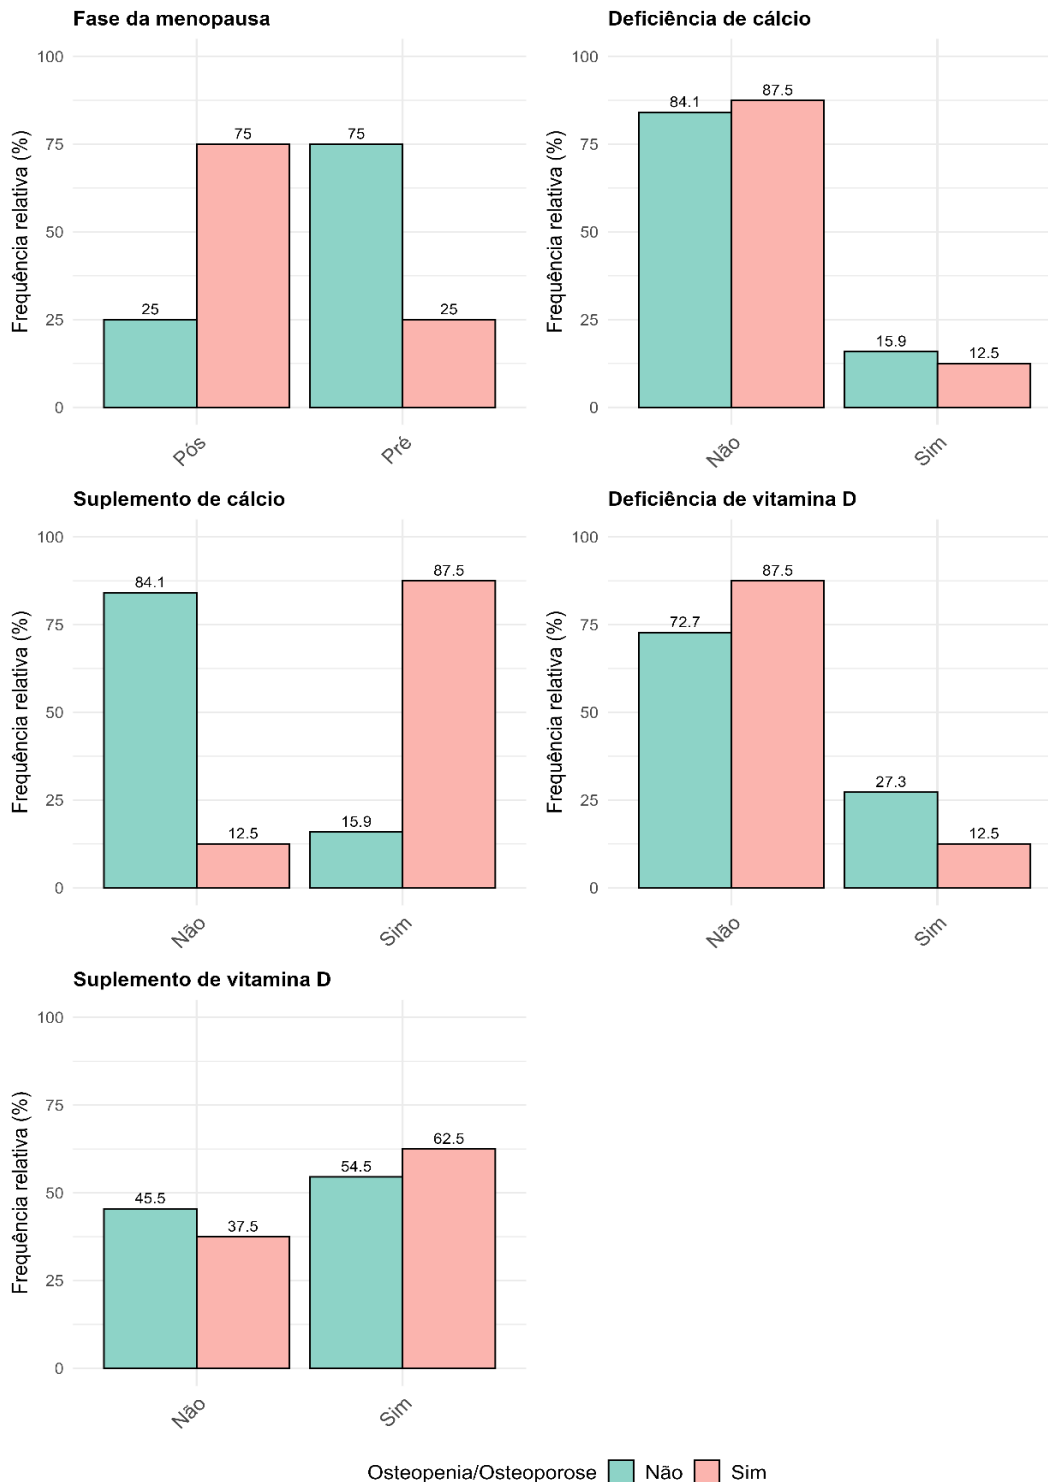 Fase da menopausa
Frequência relativa (%)
100
75
50
25
0
25
75
75
25
Pós
Pré
Deficiência de cálcio
Frequência relativa (%)
100
75
50
25
0
84.1
87.5
15.9
12.5
Não
Sim
Suplemento de cálcio
Frequência relativa (%)
100
75
50
25
0
84.1
12.5
15.9
87.5
Não
Sim
Deficiência de vitamina D
Frequência relativa (%)
100
75
50
25
0
72.7
87.5
27.3
12.5
Não
Sim
Suplemento de vitamina D
Frequência relativa (%)
100
75
50
25
0
45.5
37.5
54.5
62.5
Não
Sim
Osteopenia/Osteoporose Não Sim